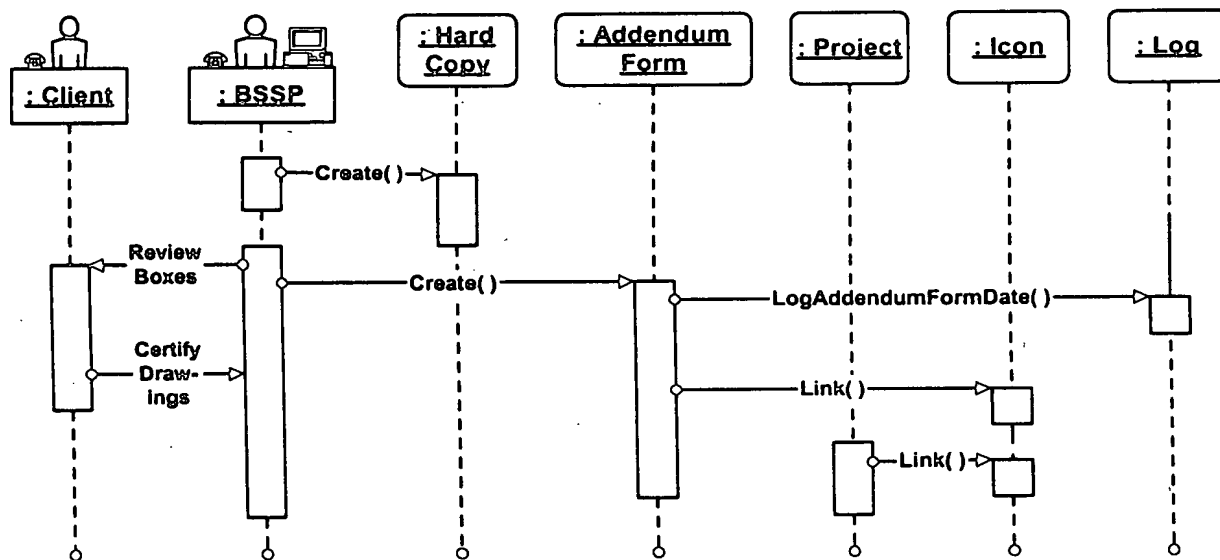 : Client
: BSSP
: Hard
Copy
: Addendum
Form
: Project
: Icon
: Log
Create( )
Review
Boxes
Create( )
LogAddendumFormDate( )
Certify
Draw-
ings
Link( )
Link( )